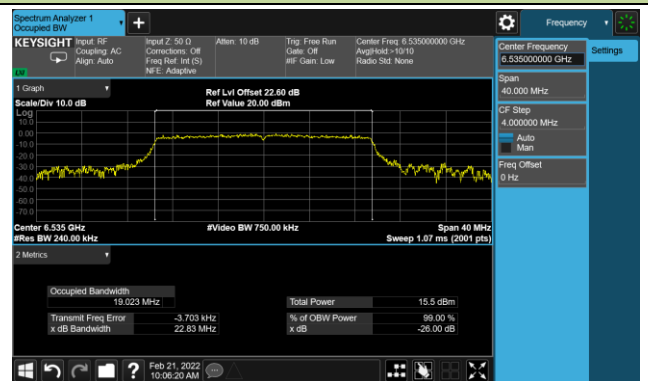 Spectrum Analyzer 1
Occupied BW
Frequency
KEYSIGHT
Input: RF
Coupling: AC
Align: Auto
Input Z: 50 Ω
Corrections: Off
Freq Ref: Int (S)
NFE: Adaptive
Atten: 10 dB
Trig: Free Run
Gate: Off
#IF Gain: Low
Center Freq: 6.535000000 GHz
Avg|Hold:>10/10
Radio Std: None
Center Frequency
6.535000000 GHz
Settings
Span
40.000 MHz
CF Step
4.000000 MHz
Auto
Man
Freq Offset
0 Hz
1 Graph
Scale/Div 10.0 dB
Ref Lvl Offset 22.60 dB
Ref Value 20.00 dBm
Log
10.0
0.00
-10.0
-20.0
-30.0
-40.0
-50.0
-60.0
-70.0
Center 6.535 GHz
#Video BW 750.00 kHz
Span 40 MHz
#Res BW 240.00 kHz
Sweep 1.07 ms (2001 pts)
2 Metrics
Occupied Bandwidth
19.023 MHz
Total Power 15.5 dBm
Transmit Freq Error -3.703 kHz
% of OBW Power 99.00 %
x dB Bandwidth 22.83 MHz
x dB -26.00 dB
Feb 21, 2022
10:06:20 AM